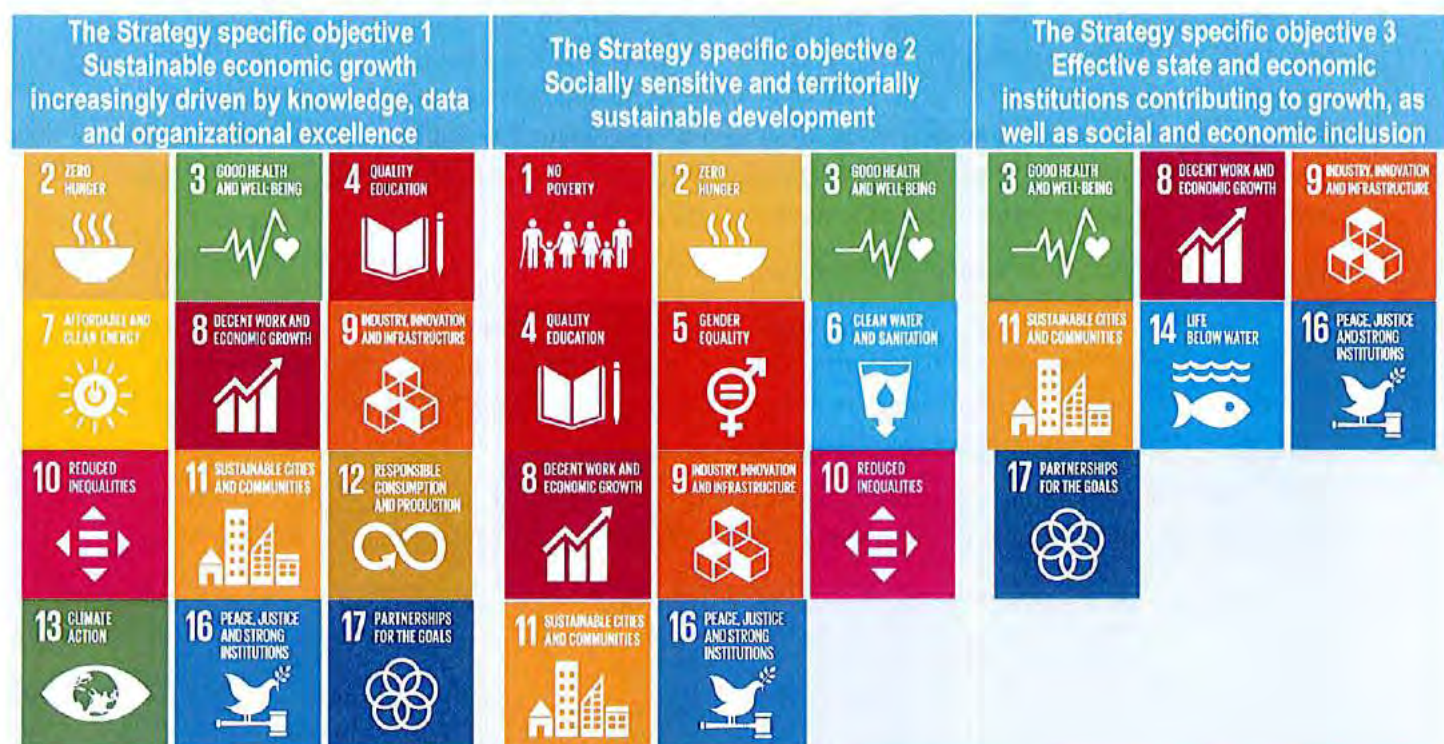 The Strategy specific objective 1
Sustainable economic growth
increasingly driven by knowledge, data
and organizational excellence
2 ZERO
HUNGER
3 GOOD HEALTH
AND WELL-BEING
4 QUALITY
EDUCATION
7 AFFORDABLE AND
CLEAN ENERGY
8 DECENT WORK AND
ECONOMIC GROWTH
9 INDUSTRY, INNOVATION
AND INFRASTRUCTURE
10 REDUCED
INEQUALITIES
11 SUSTAINABLE CITIES
AND COMMUNITIES
12 RESPONSIBLE
CONSUMPTION
AND PRODUCTION
13 CLIMATE
ACTION
16 PEACE, JUSTICE
AND STRONG
INSTITUTIONS
17 PARTNERSHIPS
FOR THE GOALS
The Strategy specific objective 2
Socially sensitive and territorially
sustainable development
1 NO
POVERTY
2 ZERO
HUNGER
3 GOOD HEALTH
AND WELL-BEING
4 QUALITY
EDUCATION
5 GENDER
EQUALITY
6 CLEAN WATER
AND SANITATION
8 DECENT WORK AND
ECONOMIC GROWTH
9 INDUSTRY, INNOVATION
AND INFRASTRUCTURE
10 REDUCED
INEQUALITIES
11 SUSTAINABLE CITIES
AND COMMUNITIES
16 PEACE, JUSTICE
AND STRONG
INSTITUTIONS
The Strategy specific objective 3
Effective state and economic
institutions contributing to growth, as
well as social and economic inclusion
3 GOOD HEALTH
AND WELL-BEING
8 DECENT WORK AND
ECONOMIC GROWTH
9 INDUSTRY, INNOVATION
AND INFRASTRUCTURE
11 SUSTAINABLE CITIES
AND COMMUNITIES
14 LIFE
BELOW WATER
16 PEACE, JUSTICE
AND STRONG
INSTITUTIONS
17 PARTNERSHIPS
FOR THE GOALS